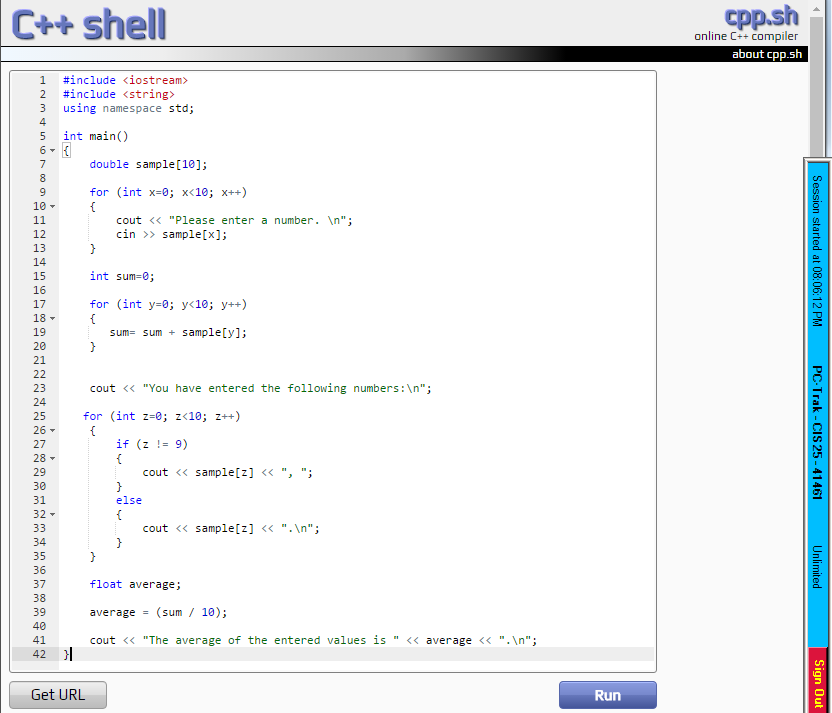 C++ shell
cpp.sh
online C++ compiler
about cpp.sh
1 #include <iostream>
2 #include <string>
3 using namespace std;
4
5 int main()
6 {
7     double sample[10];
8
9     for (int x=0; x<10; x++)
10     {
11         cout << "Please enter a number. \n";
12         cin >> sample[x];
13     }
14
15     int sum=0;
16
17     for (int y=0; y<10; y++)
18     {
19        sum= sum + sample[y];
20     }
21
22
23     cout << "You have entered the following numbers:\n";
24
25    for (int z=0; z<10; z++)
26     {
27         if (z != 9)
28         {
29             cout << sample[z] << ", ";
30         }
31         else
32         {
33             cout << sample[z] << ".\n";
34         }
35     }
36
37     float average;
38
39     average = (sum / 10);
40
41     cout << "The average of the entered values is " << average << ".\n";
42 }
Get URL
Run
Session started at 08:06:12 PM
PC-Trak - CIS 25 - 41461
Unlimited
Sign Out